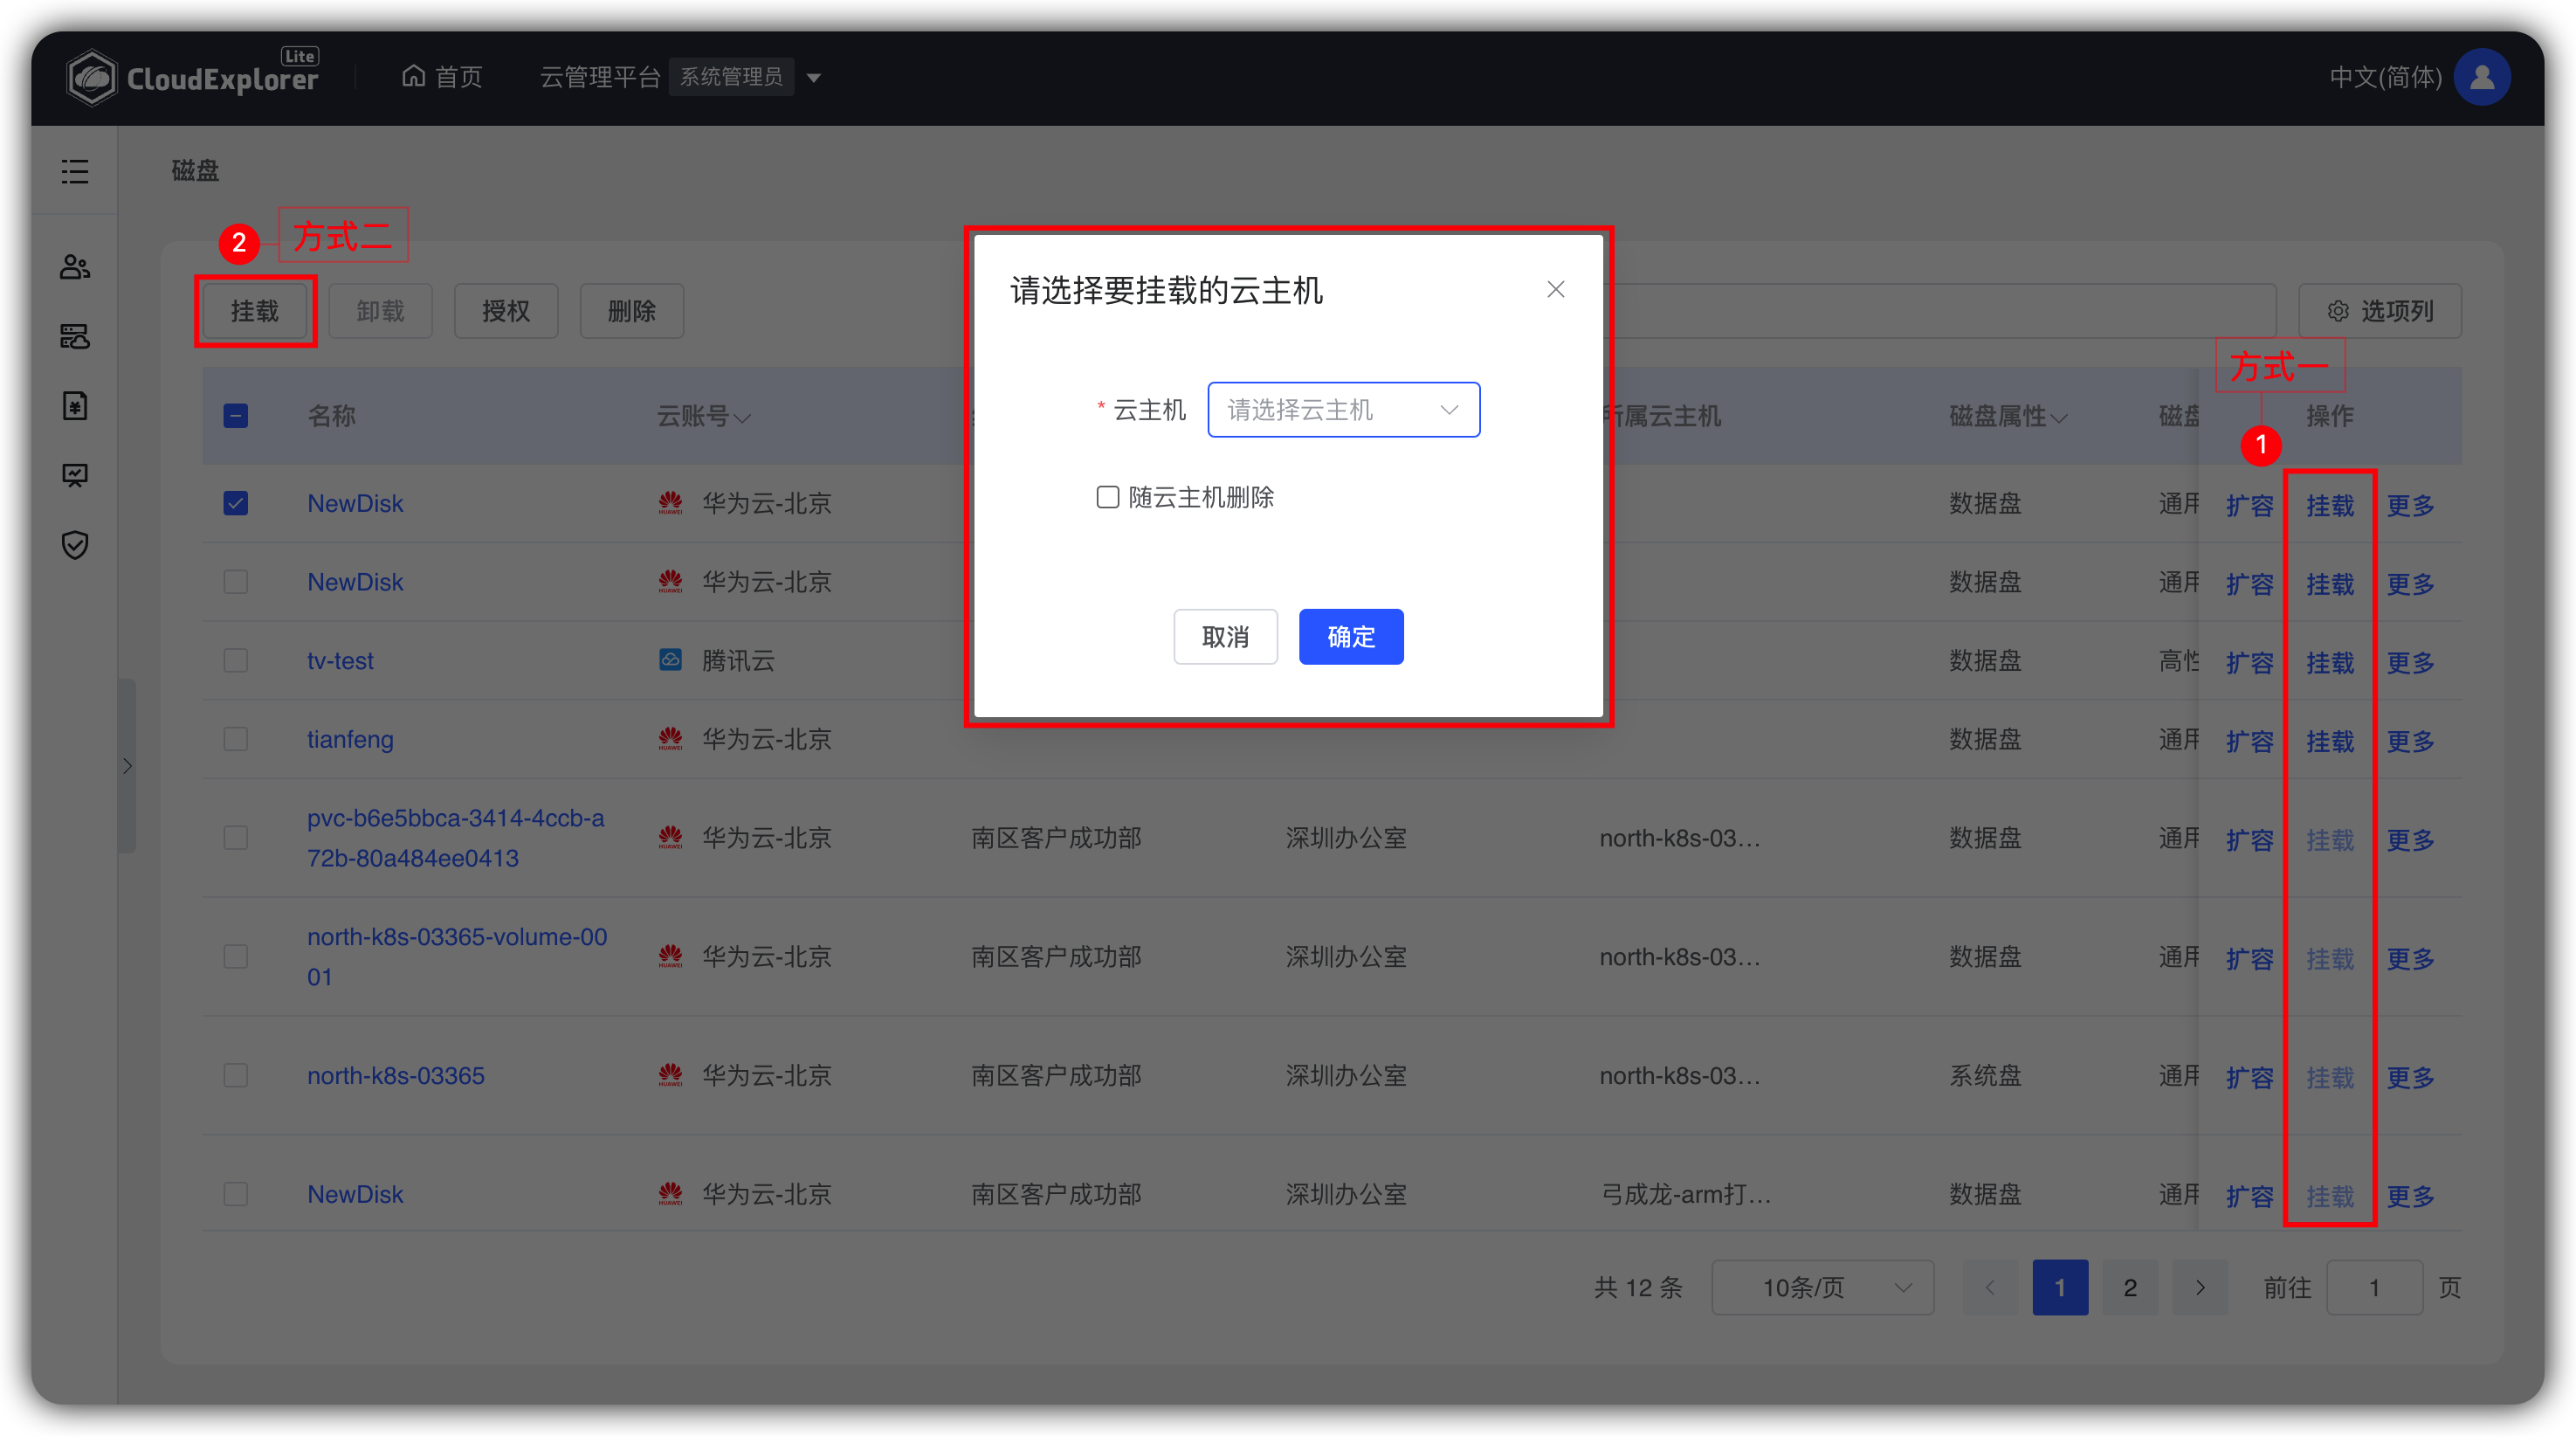 CloudExplorer Lite
首页
云管理平台 系统管理员
中文(简体)
磁盘
2 方式二
挂载 卸载 授权 删除
选项列
方式一
1
名称 云账号 所属云主机 磁盘属性 磁盘 操作
请选择要挂载的云主机
* 云主机 请选择云主机
随云主机删除
取消 确定
NewDisk HUAWEI 华为云-北京 数据盘 通用 扩容 挂载 更多
NewDisk HUAWEI 华为云-北京 数据盘 通用 扩容 挂载 更多
tv-test 腾讯云 数据盘 高性 扩容 挂载 更多
tianfeng HUAWEI 华为云-北京 数据盘 通用 扩容 挂载 更多
pvc-b6e5bbca-3414-4ccb-a
72b-80a484ee0413
HUAWEI 华为云-北京 南区客户成功部 深圳办公室 north-k8s-03... 数据盘 通用 扩容 挂载 更多
north-k8s-03365-volume-00
01
HUAWEI 华为云-北京 南区客户成功部 深圳办公室 north-k8s-03... 数据盘 通用 扩容 挂载 更多
north-k8s-03365 HUAWEI 华为云-北京 南区客户成功部 深圳办公室 north-k8s-03... 系统盘 通用 扩容 挂载 更多
NewDisk HUAWEI 华为云-北京 南区客户成功部 深圳办公室 弓成龙-arm打... 数据盘 通用 扩容 挂载 更多
共 12 条 10条/页 1 2 前往 1 页